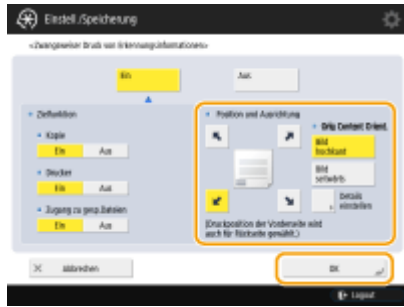 Einstell./Speicherung
<Zwangsweiser Druck von Erkennungsinformationen>
Ein
Aus
Zielfunktion
Kopie
Ein
Aus
Drucker
Ein
Aus
Zugang zu gesp.Dateien
Ein
Aus
Position und Ausrichtung
Orig Content Orient.
Bild
hochkant
Bild
seitwärts
Details
einstellen
(Druckposition der Vorderseite wird
auch für Rückseite gewählt.)
Abbrechen
OK
Logout